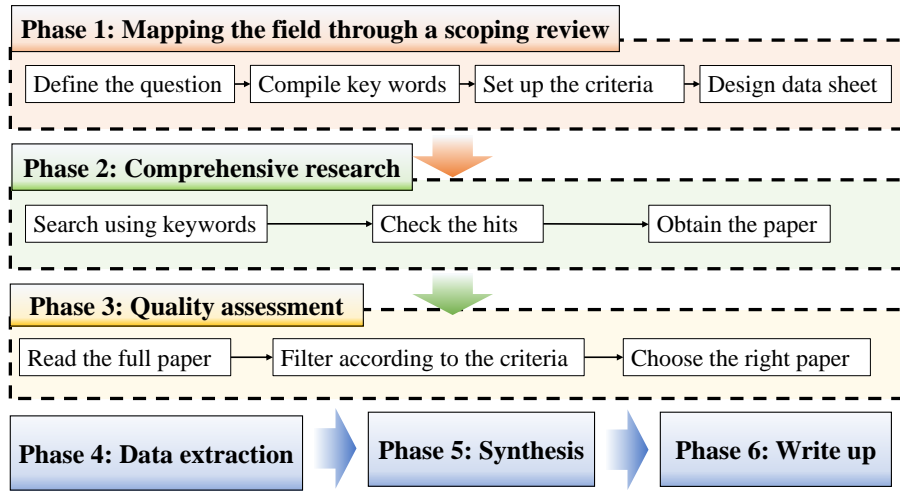 Phase 1: Mapping the field through a scoping review
Define the question
Compile key words
Set up the criteria
Design data sheet
Phase 2: Comprehensive research
Search using keywords
Check the hits
Obtain the paper
Phase 3: Quality assessment
Read the full paper
Filter according to the criteria
Choose the right paper
Phase 4: Data extraction
Phase 5: Synthesis
Phase 6: Write up